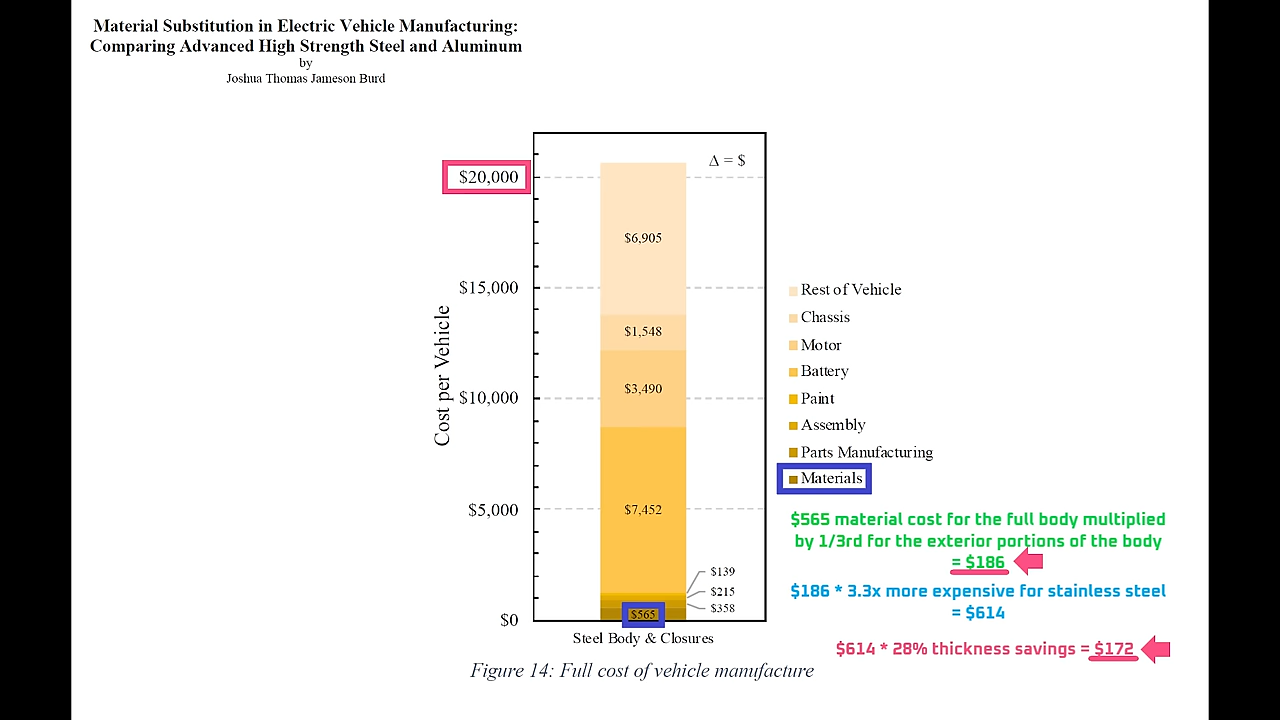 Material Substitution in Electric Vehicle Manufacturing:
Comparing Advanced High Strength Steel and Aluminum
by
Joshua Thomas Jameson Burd
Δ = $
$20,000
$15,000
$10,000
$5,000
$0
Cost per Vehicle
$6,905
$1,548
$3,490
$7,452
$139
$215
$358
$565
Steel Body & Closures
Rest of Vehicle
Chassis
Motor
Battery
Paint
Assembly
Parts Manufacturing
Materials
$565 material cost for the full body multiplied
by 1/3rd for the exterior portions of the body
= $186
$186 * 3.3x more expensive for stainless steel
= $614
$614 * 28% thickness savings = $172
Figure 14: Full cost of vehicle manufacture